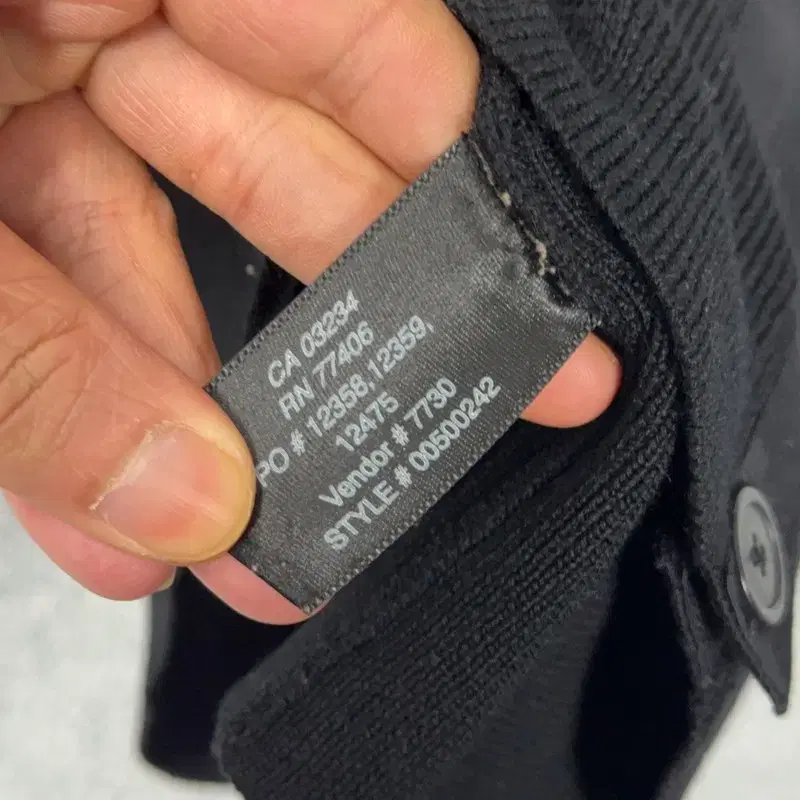 CA 03234
RN 77406
PO # 12358,12359,
12475
Vendor # 7730
STYLE # 00500242